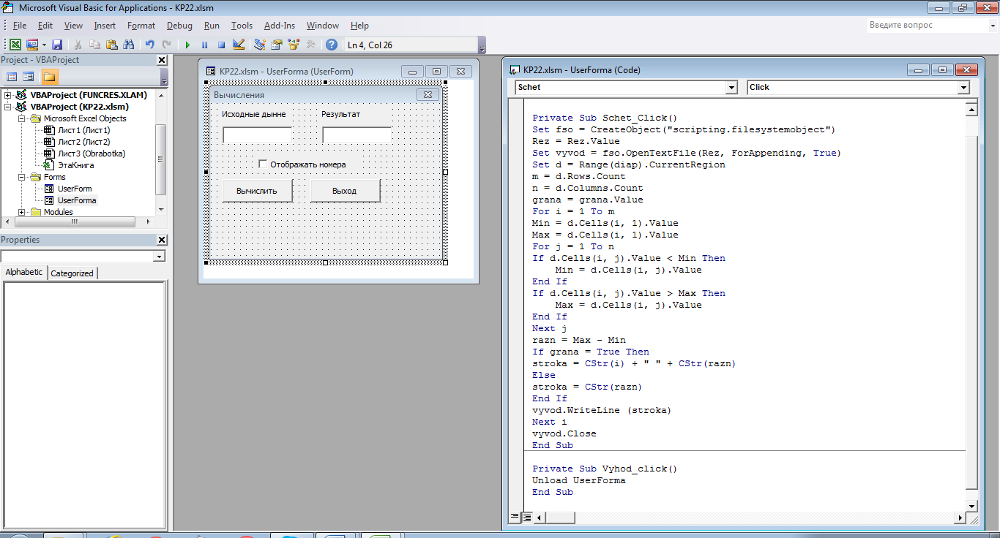 Microsoft Visual Basic for Applications - KP22.xlsm
File Edit View Insert Format Debug Run Tools Add-Ins Window Help
Введите вопрос
Ln 4, Col 26
Project - VBAProject
VBAProject (FUNCRES.XLAM)
VBAProject (KP22.xlsm)
Microsoft Excel Objects
Лист1 (Лист1)
Лист2 (Лист2)
Лист3 (Obrabotka)
ЭтаКнига
Forms
UserForm
UserForma
Modules
Properties
Alphabetic Categorized
KP22.xlsm - UserForma (UserForm)
Вычисления
Исходные дынне Результат
Отображать номера
Вычислить Выход
KP22.xlsm - UserForma (Code)
Schet Click
Private Sub Schet_Click()
Set fso = CreateObject("scripting.filesystemobject")
Rez = Rez.Value
Set vyvod = fso.OpenTextFile(Rez, ForAppending, True)
Set d = Range(diap).CurrentRegion
m = d.Rows.Count
n = d.Columns.Count
grana = grana.Value
For i = 1 To m
Min = d.Cells(i, 1).Value
Max = d.Cells(i, 1).Value
For j = 1 To n
If d.Cells(i, j).Value < Min Then
Min = d.Cells(i, j).Value
End If
If d.Cells(i, j).Value > Max Then
Max = d.Cells(i, j).Value
End If
Next j
razn = Max - Min
If grana = True Then
stroka = CStr(i) + " " + CStr(razn)
Else
stroka = CStr(razn)
End If
vyvod.WriteLine (stroka)
Next i
vyvod.Close
End Sub
Private Sub Vyhod_click()
Unload UserForma
End Sub